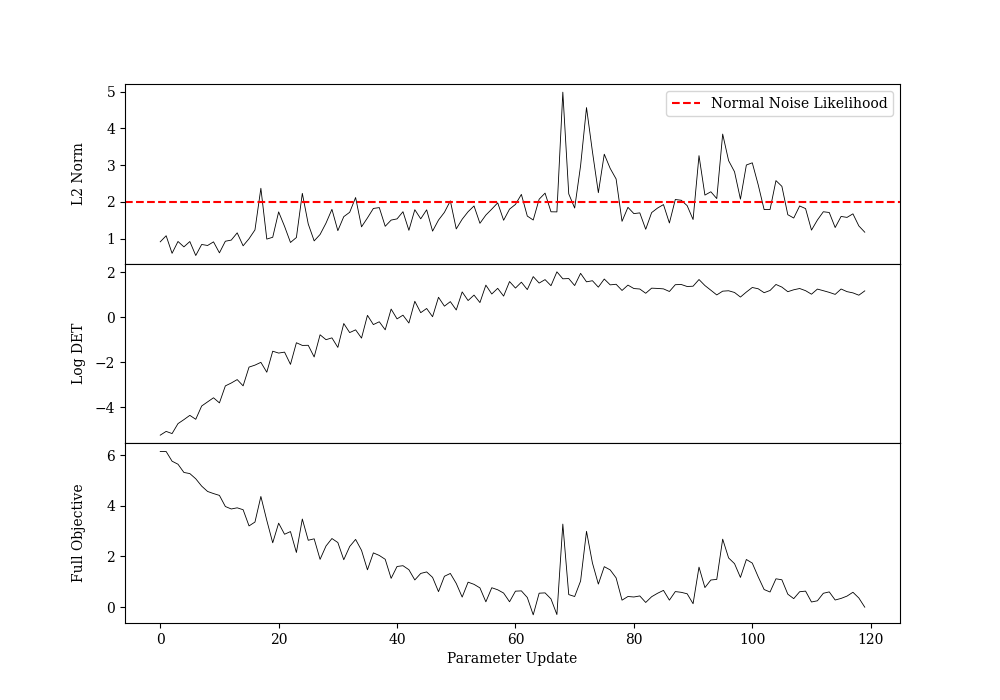 5
Normal Noise Likelihood
4
3
2
1
L2 Norm
2
0
−2
−4
Log DET
6
4
2
0
Full Objective
0 20 40 60 80 100 120
Parameter Update